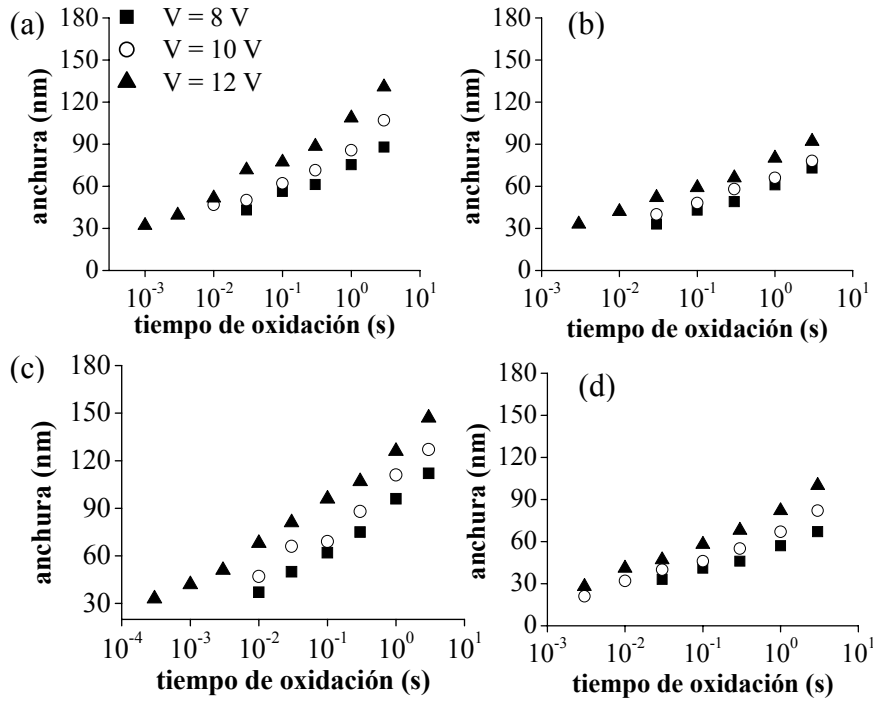 (a)
V = 8 V
V = 10 V
V = 12 V
anchura (nm)
180
150
120
90
60
30
0
10⁻³ 10⁻² 10⁻¹ 10⁰ 10¹
tiempo de oxidación (s)
(b)
anchura (nm)
180
150
120
90
60
30
0
10⁻³ 10⁻² 10⁻¹ 10⁰ 10¹
tiempo de oxidación (s)
(c)
anchura (nm)
180
150
120
90
60
30
10⁻⁴ 10⁻³ 10⁻² 10⁻¹ 10⁰ 10¹
tiempo de oxidación (s)
(d)
anchura (nm)
180
150
120
90
60
30
0
10⁻³ 10⁻² 10⁻¹ 10⁰ 10¹
tiempo de oxidación (s)